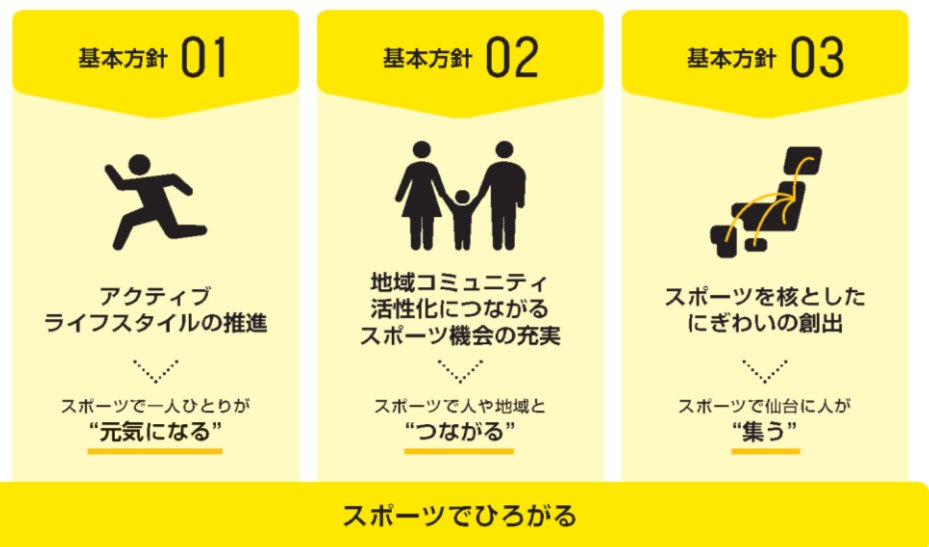 基本方針 01
アクティブ
ライフスタイルの推進
スポーツで一人ひとりが
“元気になる”
基本方針 02
地域コミュニティ
活性化につながる
スポーツ機会の充実
スポーツで人や地域と
“つながる”
基本方針 03
スポーツを核とした
にぎわいの創出
スポーツで仙台に人が
“集う”
スポーツでひろがる